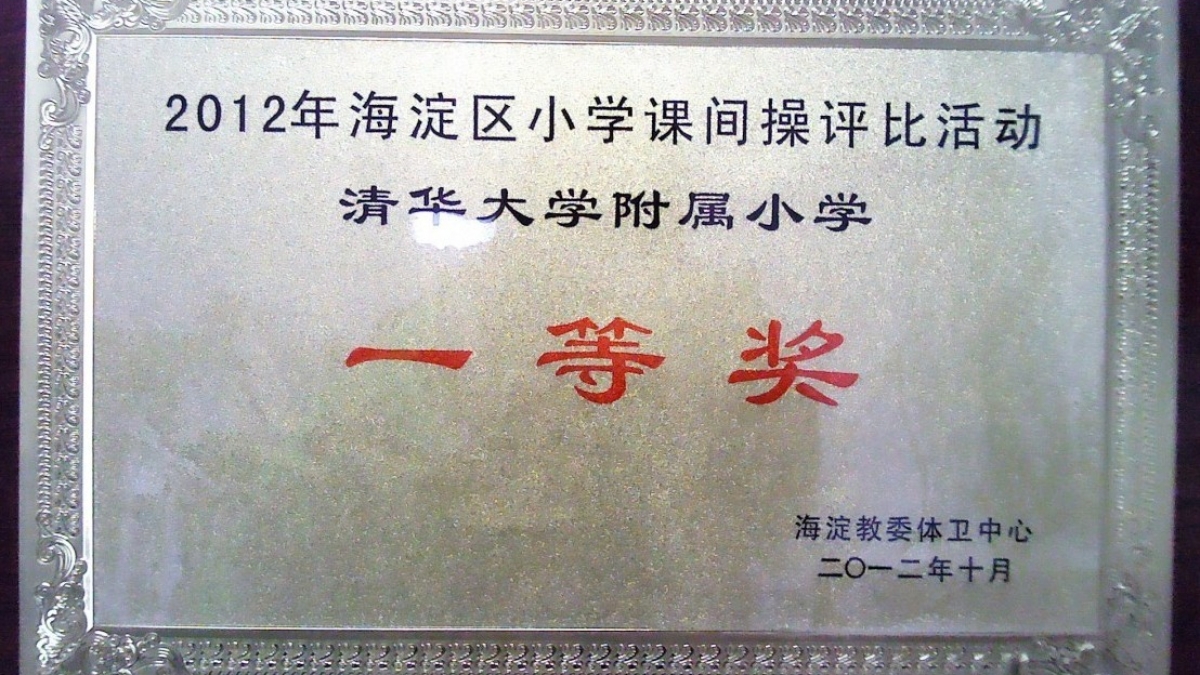 2012年海淀区小学课间操评比活动
清华大学附属小学
一等奖
海淀教委体卫中心
二〇一二年十月